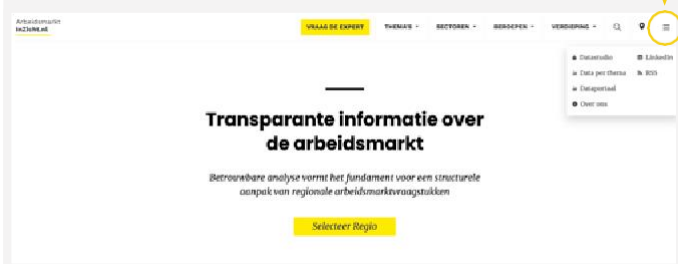 Arbeidsmarkt
InZicht.nl
VRAAG DE EXPERT THEMA'S SECTOREN BEROEPEN VERDIEPING
Datastudio LinkedIn
Data per thema RSS
Dataportaal
Over ons
Transparante informatie over
de arbeidsmarkt
Betrouwbare analyse vormt het fundament voor een structurele
aanpak van regionale arbeidsmarktvraagstukken
Selecteer Regio